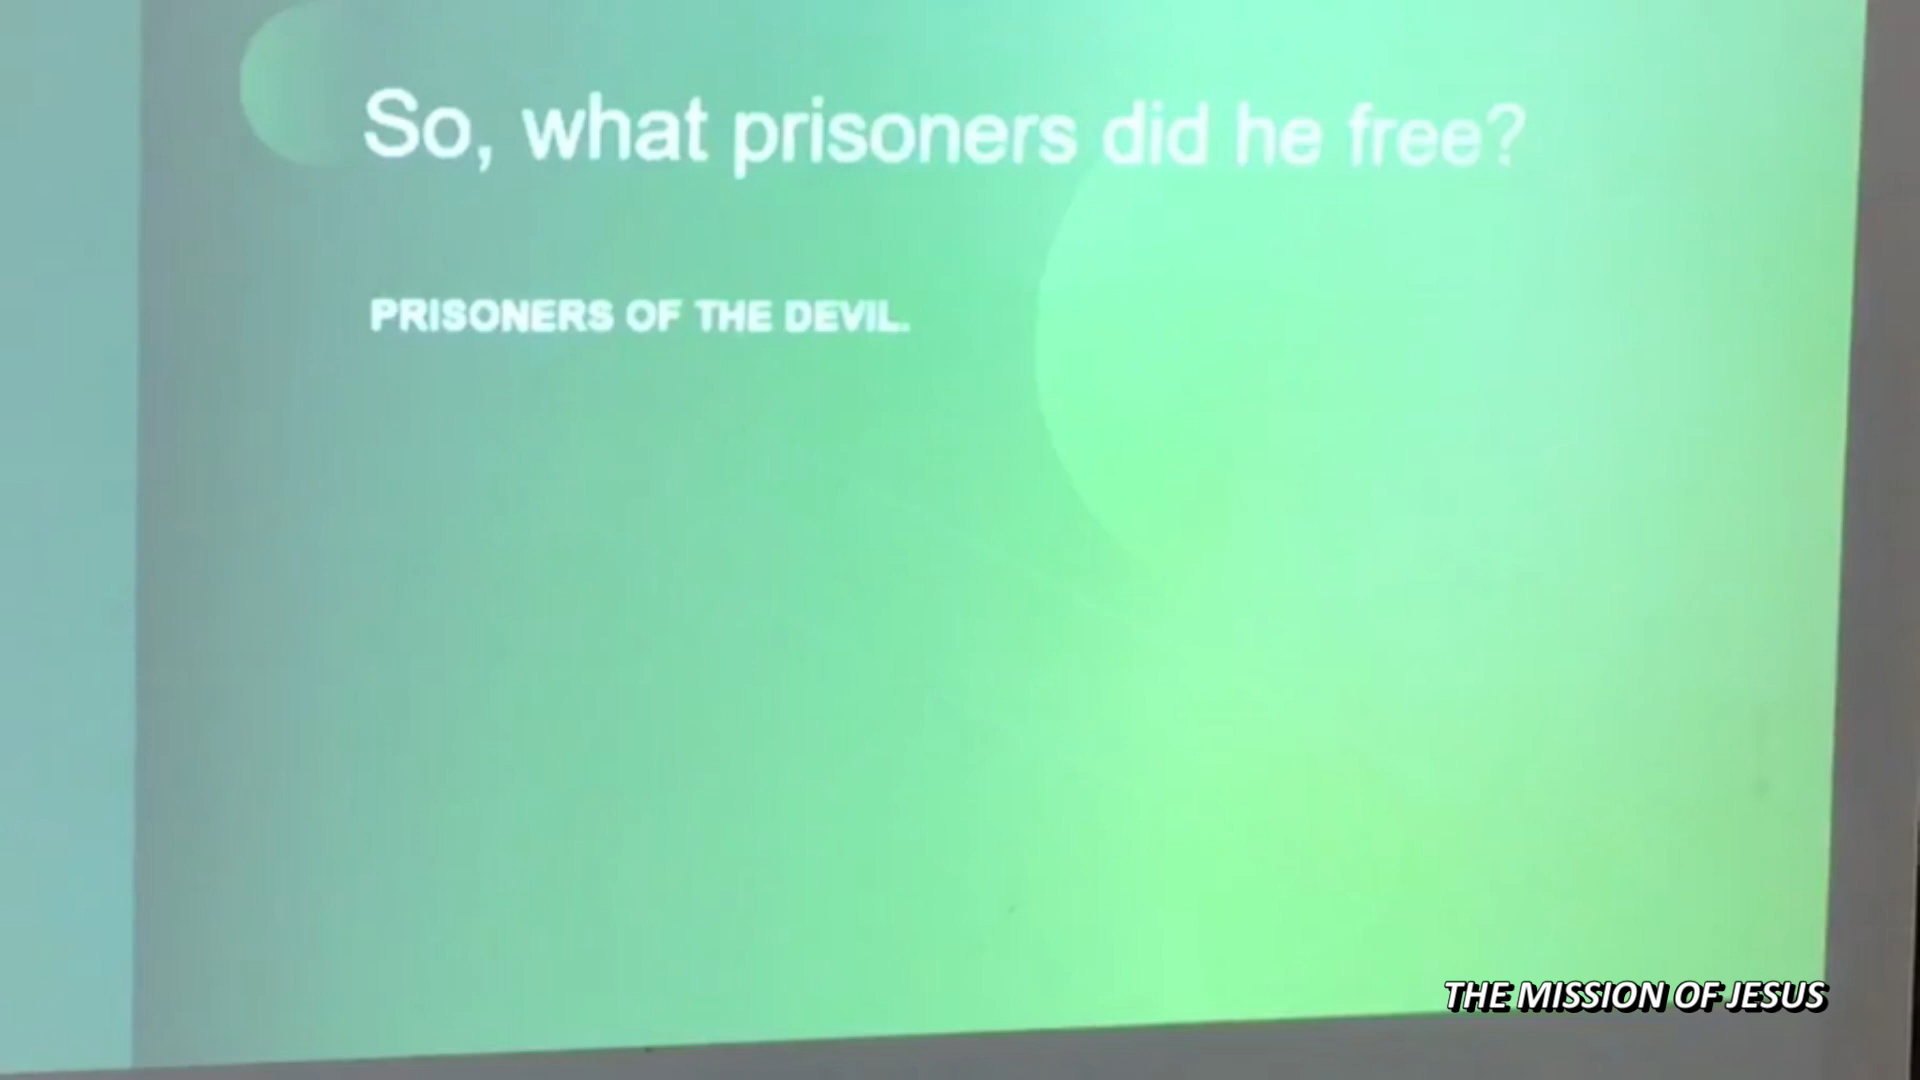 So, what prisoners did he free?
PRISONERS OF THE DEVIL.
THE MISSION OF JESUS